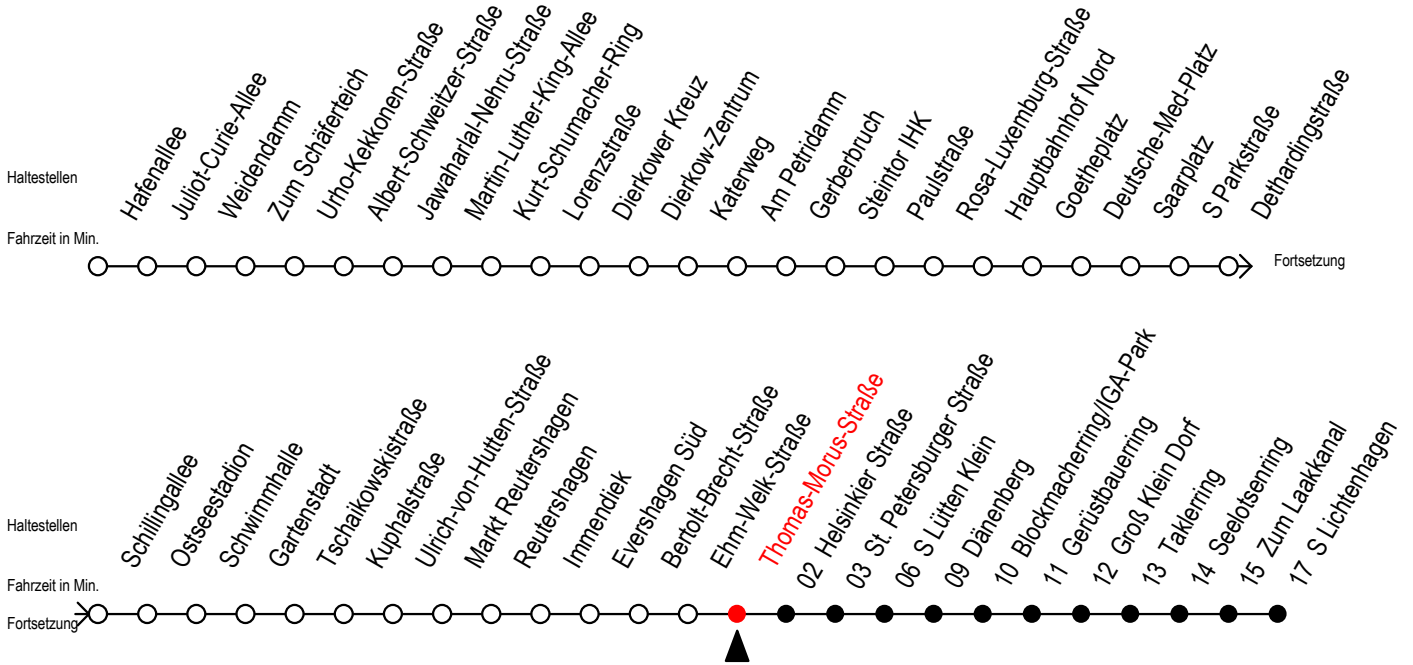 Haltestellen
Hafenallee
Juliot-Curie-Allee
Weidendamm
Zum Schäferteich
Urho-Kekkonen-Straße
Albert-Schweitzer-Straße
Jawaharlal-Nehru-Straße
Martin-Luther-King-Allee
Kurt-Schumacher-Ring
Lorenzstraße
Dierkower Kreuz
Dierkow-Zentrum
Katerweg
Am Petridamm
Gerberbruch
Steintor IHK
Paulstraße
Rosa-Luxemburg-Straße
Hauptbahnhof Nord
Goetheplatz
Deutsche-Med-Platz
Saarplatz
S Parkstraße
Dethardingstraße
Fahrzeit in Min.
Fortsetzung
Haltestellen
Schillingallee
Ostseestadion
Schwimmhalle
Gartenstadt
Tschaikowskistraße
Kuphalstraße
Ulrich-von-Hutten-Straße
Markt Reutershagen
Reutershagen
Immendiek
Evershagen Süd
Bertolt-Brecht-Straße
Ehm-Welk-Straße
Thomas-Morus-Straße
02 Helsinkier Straße
03 St. Petersburger Straße
06 S Lütten Klein
09 Dänenberg
10 Blockmacherring/IGA-Park
11 Gerüstbauerring
12 Groß Klein Dorf
13 Taklerring
14 Seelotsenring
15 Zum Laakkanal
17 S Lichtenhagen
Fahrzeit in Min.
Fortsetzung